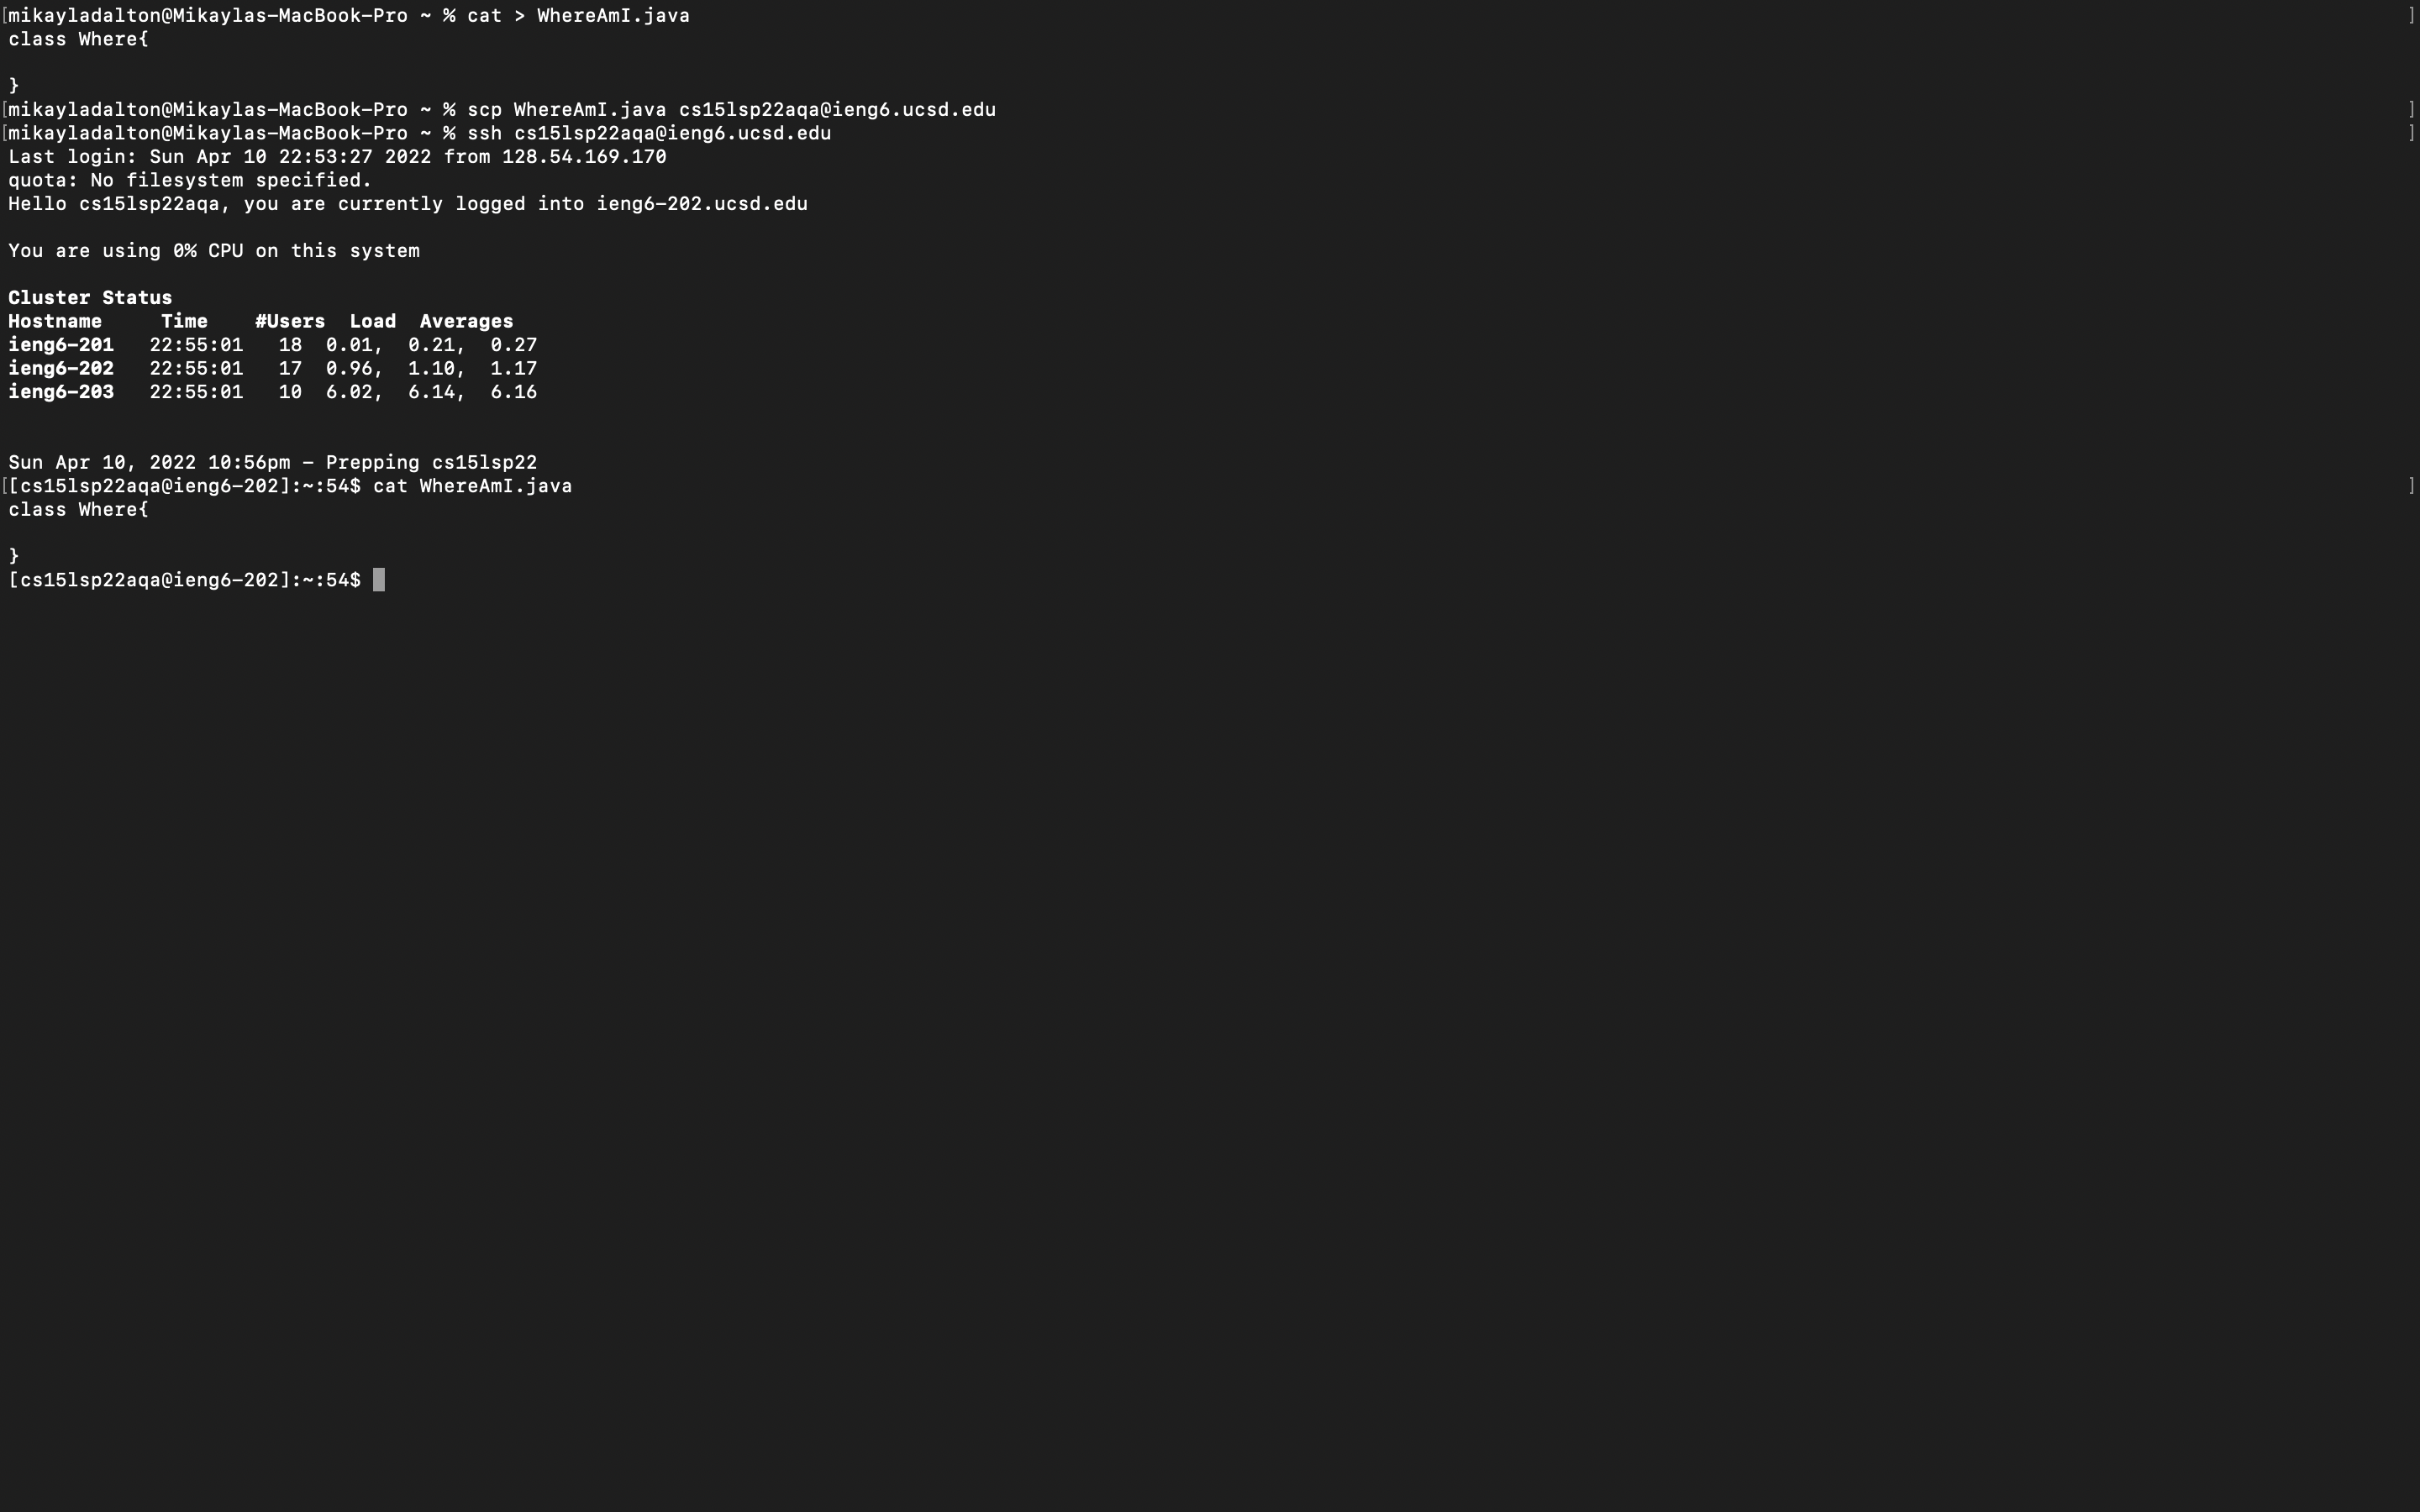 [mikayladalton@Mikaylas-MacBook-Pro ~ % cat > WhereAmI.java ]
class Where{
}
[mikayladalton@Mikaylas-MacBook-Pro ~ % scp WhereAmI.java cs15lsp22aqa@ieng6.ucsd.edu ]
[mikayladalton@Mikaylas-MacBook-Pro ~ % ssh cs15lsp22aqa@ieng6.ucsd.edu ]
Last login: Sun Apr 10 22:53:27 2022 from 128.54.169.170
quota: No filesystem specified.
Hello cs15lsp22aqa, you are currently logged into ieng6-202.ucsd.edu
You are using 0% CPU on this system
Cluster Status
Hostname     Time    #Users  Load  Averages
ieng6-201   22:55:01   18  0.01,  0.21,  0.27
ieng6-202   22:55:01   17  0.96,  1.10,  1.17
ieng6-203   22:55:01   10  6.02,  6.14,  6.16
Sun Apr 10, 2022 10:56pm - Prepping cs15lsp22
[[cs15lsp22aqa@ieng6-202]:~:54$ cat WhereAmI.java ]
class Where{
}
[cs15lsp22aqa@ieng6-202]:~:54$